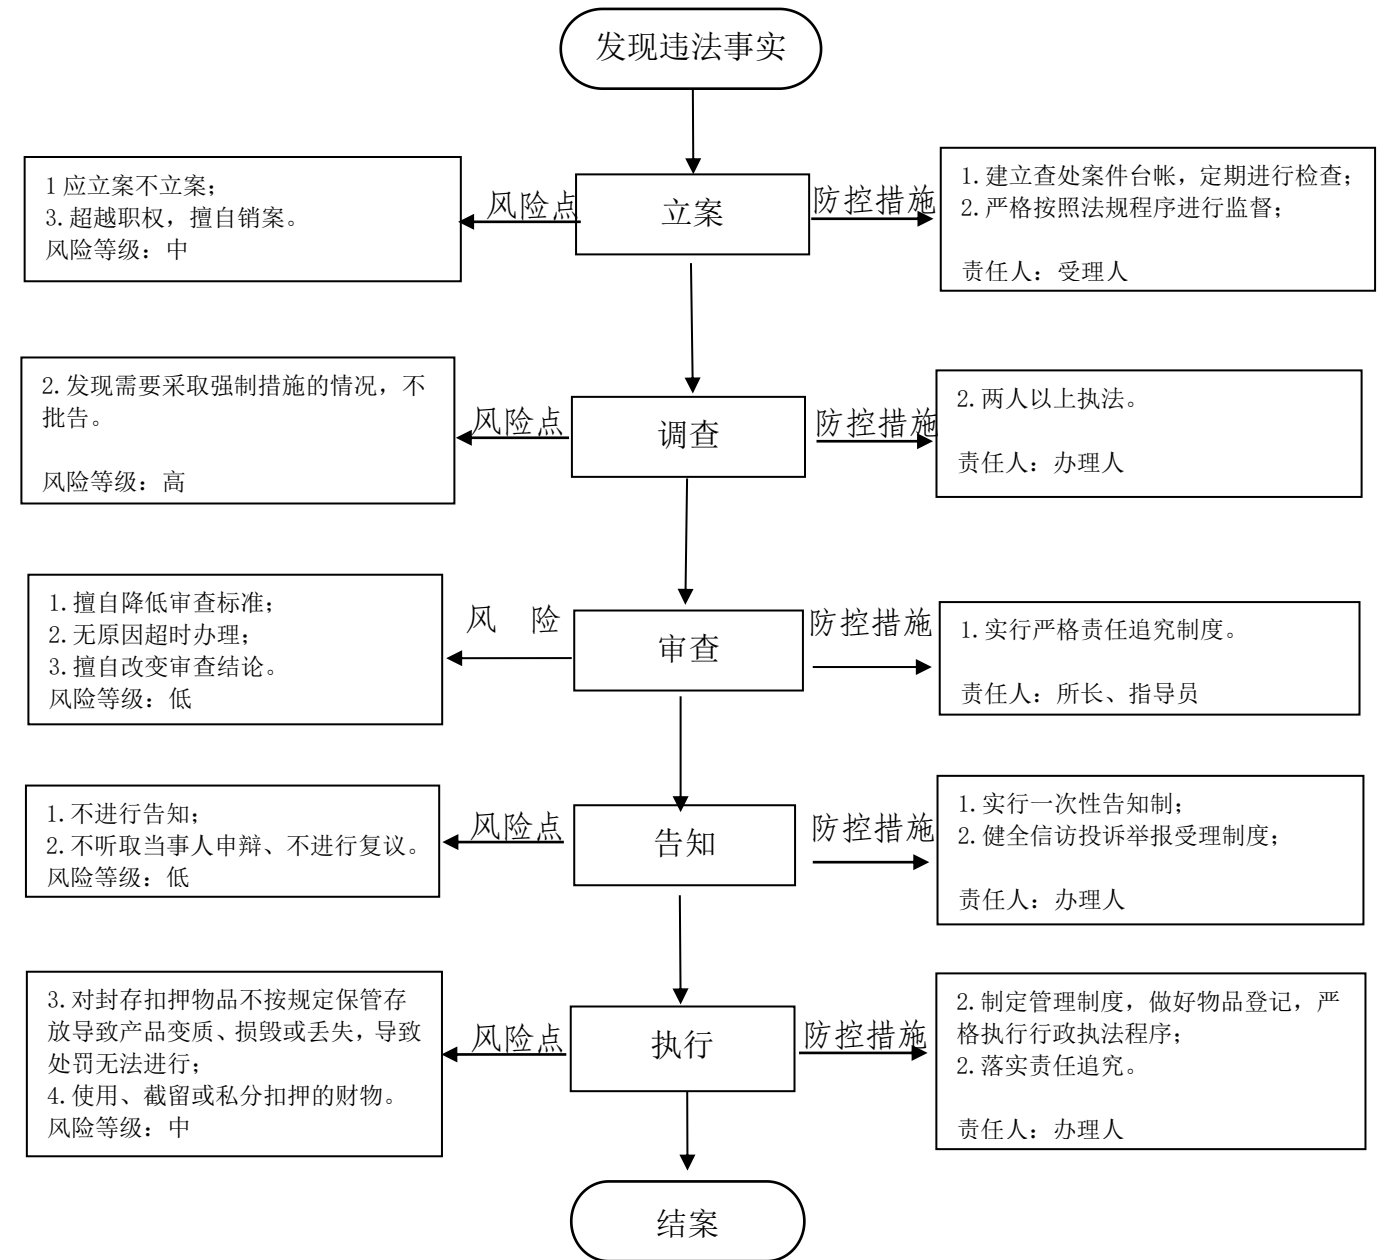 发现违法事实
1 应立案不立案；
3.超越职权，擅自销案。
风险等级：中
风险点
立案
防控措施
1.建立查处案件台帐，定期进行检查；
2.严格按照法规程序进行监督；
责任人：受理人
2.发现需要采取强制措施的情况，不
批告。
风险等级：高
风险点
调查
防控措施
2.两人以上执法。
责任人：办理人
1.擅自降低审查标准；
2.无原因超时办理；
3.擅自改变审查结论。
风险等级：低
风 险
审查
防控措施
1.实行严格责任追究制度。
责任人：所长、指导员
1.不进行告知；
2.不听取当事人申辩、不进行复议。
风险等级：低
风险点
告知
防控措施
1.实行一次性告知制；
2.健全信访投诉举报受理制度；
责任人：办理人
3.对封存扣押物品不按规定保管存
放导致产品变质、损毁或丢失，导致
处罚无法进行；
4.使用、截留或私分扣押的财物。
风险等级：中
风险点
执行
防控措施
2.制定管理制度，做好物品登记，严
格执行行政执法程序；
2.落实责任追究。
责任人：办理人
结案